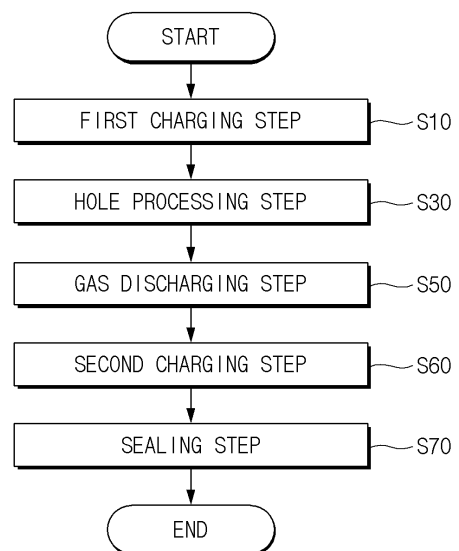 START
FIRST CHARGING STEP
S10
HOLE PROCESSING STEP
S30
GAS DISCHARGING STEP
S50
SECOND CHARGING STEP
S60
SEALING STEP
S70
END